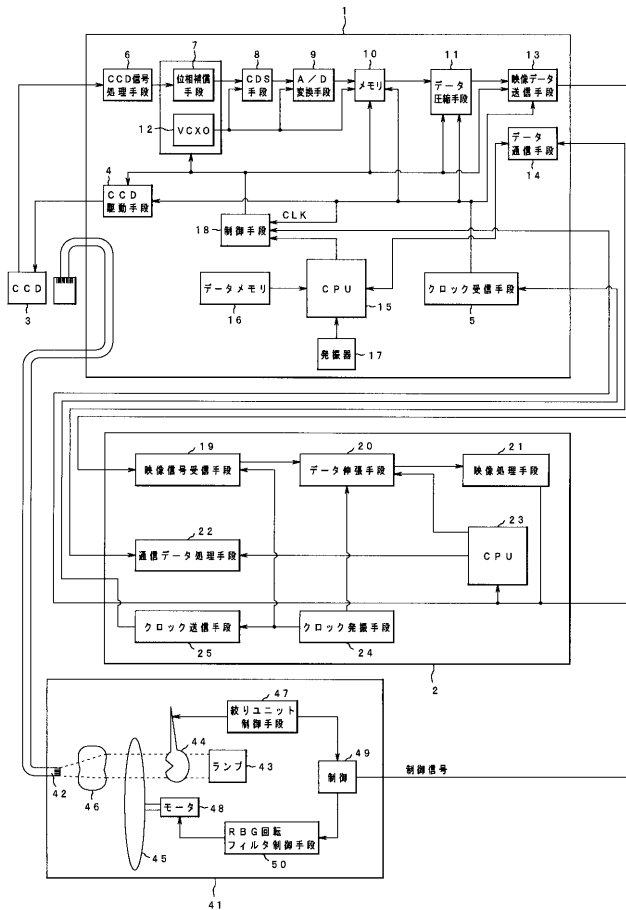 1
6
CCD信号
処理手段
7
位相補信
手段
8
CDS
手段
9
A/D
変換手段
10
メモリ
11
データ
圧縮手段
13
映像データ
送信手段
12
VCXO
データ
通信手段
14
4
CCD
駆動手段
CLK
18
制御手段
CCD
3
データメモリ
16
CPU
15
クロック受信手段
5
発振器
17
19
映像信号受信手段
20
データ伸張手段
21
映像処理手段
22
通信データ処理手段
23
CPU
クロック送信手段
25
クロック発振手段
24
2
47
絞りユニット
制御手段
44
ランプ
43
49
制御
制御信号
42
46
モータ
48
RBG回転
フィルタ制御手段
50
45
41